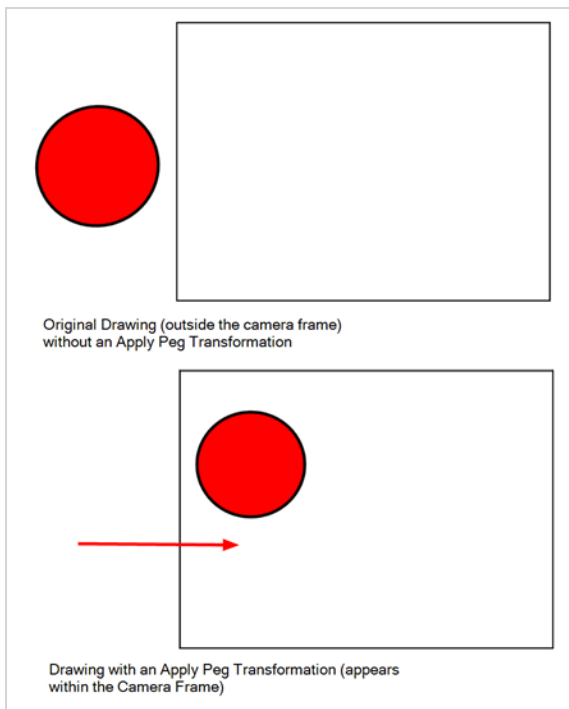 Original Drawing (outside the camera frame)
without an Apply Peg Transformation
Drawing with an Apply Peg Transformation (appears
within the Camera Frame)